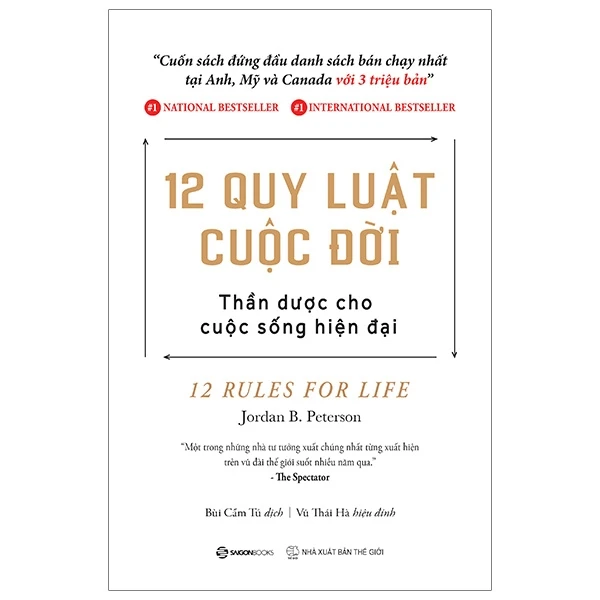 “Cuốn sách đứng đầu danh sách bán chạy nhất
tại Anh, Mỹ và Canada với 3 triệu bản”
#1 NATIONAL BESTSELLER #1 INTERNATIONAL BESTSELLER
12 QUY LUẬT
CUỘC ĐỜI
Thần dược cho
cuộc sống hiện đại
12 RULES FOR LIFE
Jordan B. Peterson
“Một trong những nhà tư tưởng xuất chúng nhất từng xuất hiện
trên vũ đài thế giới suốt nhiều năm qua.”
- The Spectator
Bùi Cẩm Tú dịch | Vũ Thái Hà hiệu đính
SAIGONBOOKS NHÀ XUẤT BẢN THẾ GIỚI